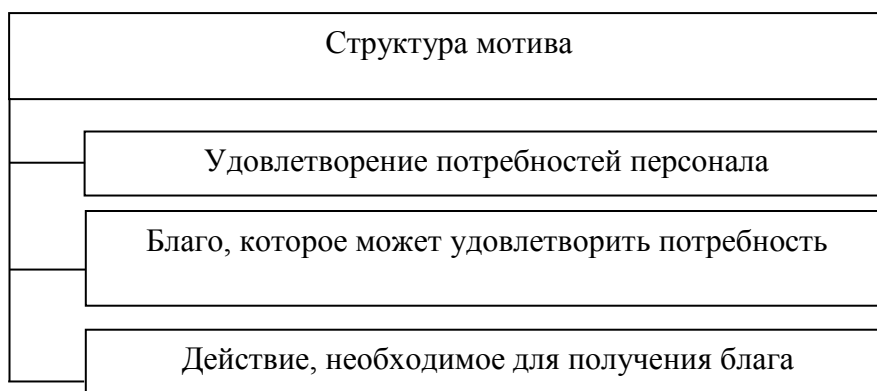 Структура мотива
Удовлетворение потребностей персонала
Благо, которое может удовлетворить потребность
Действие, необходимое для получения блага